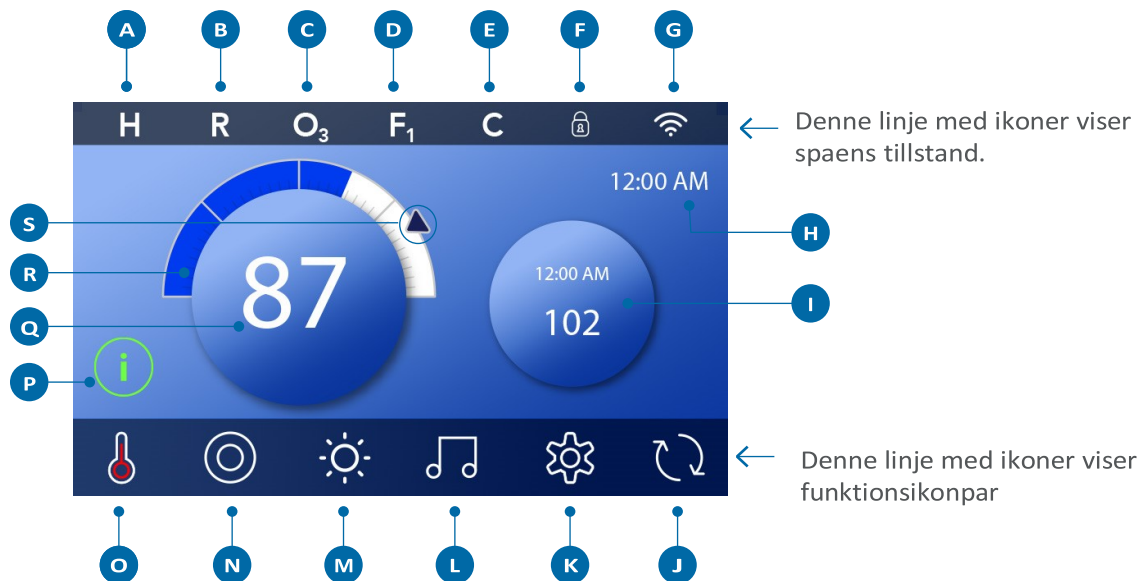 A B C D E F G
H R O₃ F₁ C
Denne linje med ikoner viser
spaens tillstand.
12:00 AM
S
H
R
87
12:00 AM
I
102
Q
i
P
Denne linje med ikoner viser
funktionsikonpar
O N M L K J